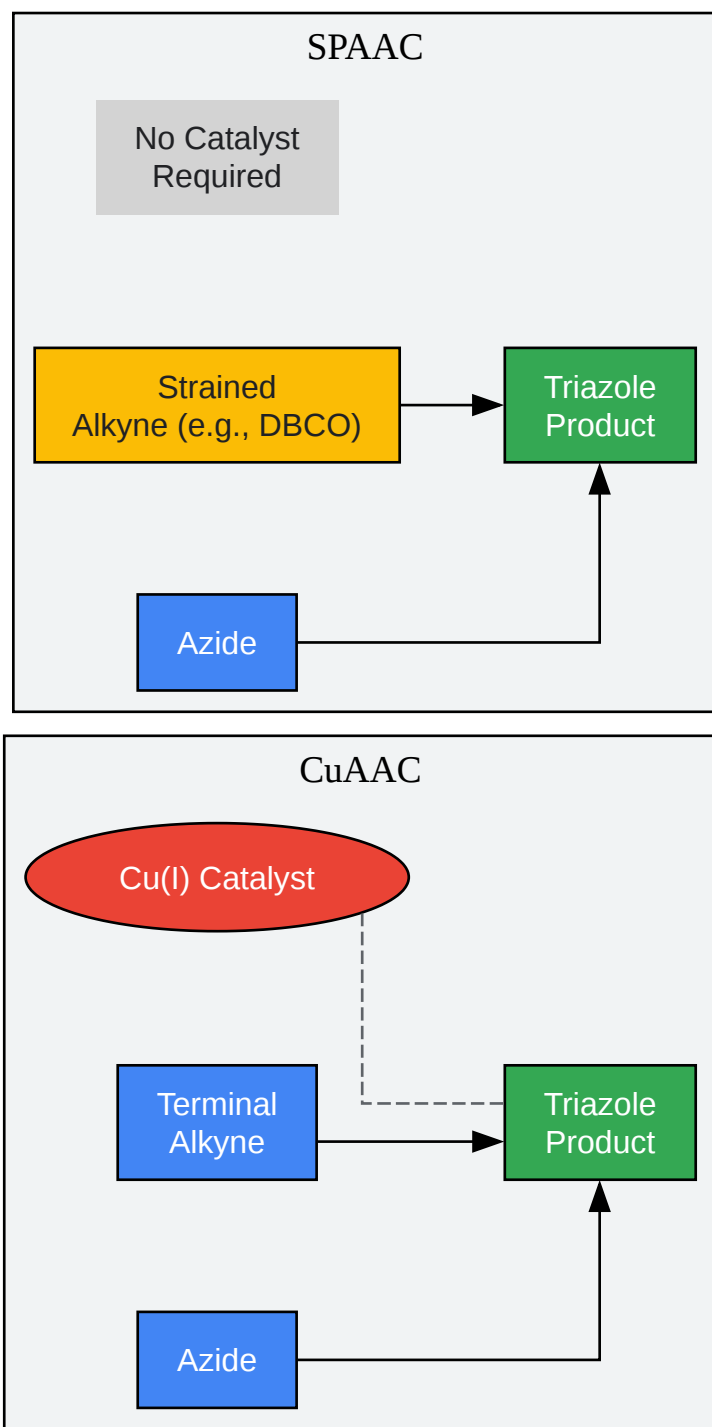 SPAAC
No Catalyst
Required
Strained
Alkyne (e.g., DBCO)
Triazole
Product
Azide
CuAAC
Cu(I) Catalyst
Terminal
Alkyne
Triazole
Product
Azide